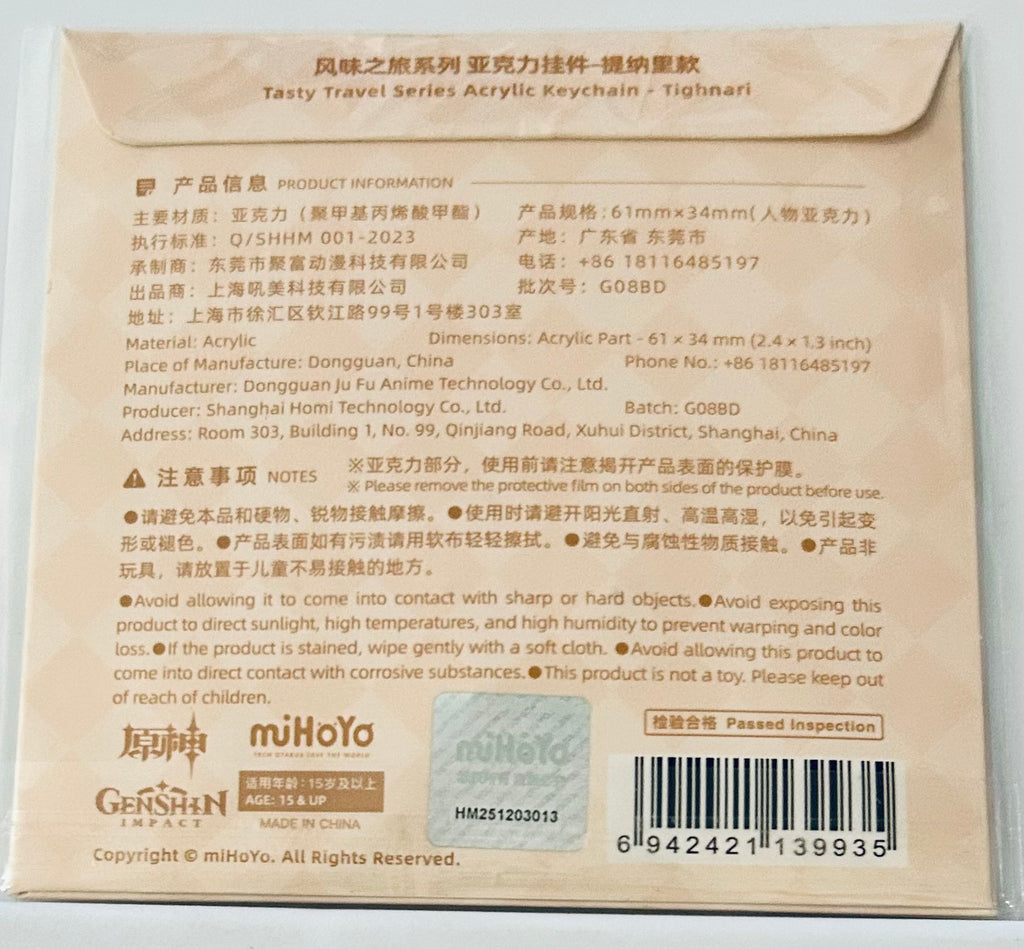 风味之旅系列 亚克力挂件-提纳里款
Tasty Travel Series Acrylic Keychain - Tighnari
产品信息 PRODUCT INFORMATION
主要材质：亚克力（聚甲基丙烯酸甲酯） 产品规格：61mm×34mm(人物亚克力)
执行标准：Q/SHHM 001-2023 产地：广东省 东莞市
承制商：东莞市聚富动漫科技有限公司 电话：+86 18116485197
出品商：上海吼美科技有限公司 批次号：G08BD
地址：上海市徐汇区钦江路99号1号楼303室
Material: Acrylic Dimensions: Acrylic Part - 61 × 34 mm (2.4 × 1.3 inch)
Place of Manufacture: Dongguan, China Phone No.: +86 18116485197
Manufacturer: Dongguan Ju Fu Anime Technology Co., Ltd.
Producer: Shanghai Homi Technology Co., Ltd. Batch: G08BD
Address: Room 303, Building 1, No. 99, Qinjiang Road, Xuhui District, Shanghai, China
注意事项 NOTES ※亚克力部分，使用前请注意揭开产品表面的保护膜。
※ Please remove the protective film on both sides of the product before use.
●请避免本品和硬物、锐物接触摩擦。●使用时请避开阳光直射、高温高湿，以免引起变
形或褪色。●产品表面如有污渍请用软布轻轻擦拭。●避免与腐蚀性物质接触。●产品非
玩具，请放置于儿童不易接触的地方。
●Avoid allowing it to come into contact with sharp or hard objects.●Avoid exposing this
product to direct sunlight, high temperatures, and high humidity to prevent warping and color
loss.●If the product is stained, wipe gently with a soft cloth. ●Avoid allowing this product to
come into direct contact with corrosive substances.●This product is not a toy. Please keep out
of reach of children.
原神 miHoYo
TECH OTAKUS SAVE THE WORLD
GENSHIN
IMPACT
适用年龄：15岁及以上
AGE: 15 & UP
MADE IN CHINA
Copyright © miHoYo. All Rights Reserved.
miHoYo
HM251203013
检验合格 Passed Inspection
6 942421 139935